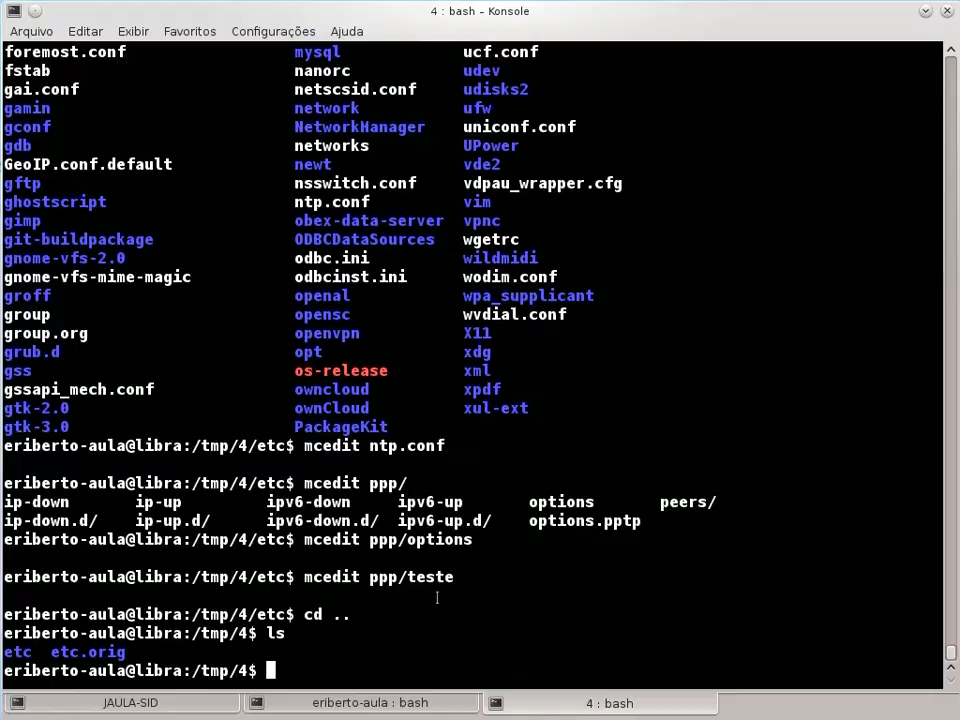 4 : bash – Konsole
Arquivo Editar Exibir Favoritos Configurações Ajuda
foremost.conf mysql ucf.conf
fstab nanorc udev
gai.conf netscsid.conf udisks2
gamin network ufw
gconf NetworkManager uniconf.conf
gdb networks UPower
GeoIP.conf.default newt vde2
gftp nsswitch.conf vdpau_wrapper.cfg
ghostscript ntp.conf vim
gimp obex-data-server vpnc
git-buildpackage ODBCDataSources wgetrc
gnome-vfs-2.0 odbc.ini wildmidi
gnome-vfs-mime-magic odbcinst.ini wodim.conf
groff openal wpa_supplicant
group opensc wvdial.conf
group.org openvpn X11
grub.d opt xdg
gss os-release xml
gssapi_mech.conf owncloud xpdf
gtk-2.0 ownCloud xul-ext
gtk-3.0 PackageKit
eriberto-aula@libra:/tmp/4/etc$ mcedit ntp.conf
eriberto-aula@libra:/tmp/4/etc$ mcedit ppp/
ip-down ip-up ipv6-down ipv6-up options peers/
ip-down.d/ ip-up.d/ ipv6-down.d/ ipv6-up.d/ options.pptp
eriberto-aula@libra:/tmp/4/etc$ mcedit ppp/options
eriberto-aula@libra:/tmp/4/etc$ mcedit ppp/teste
eriberto-aula@libra:/tmp/4/etc$ cd ..
eriberto-aula@libra:/tmp/4$ ls
etc etc.orig
eriberto-aula@libra:/tmp/4$
JAULA-SID eriberto-aula : bash 4 : bash